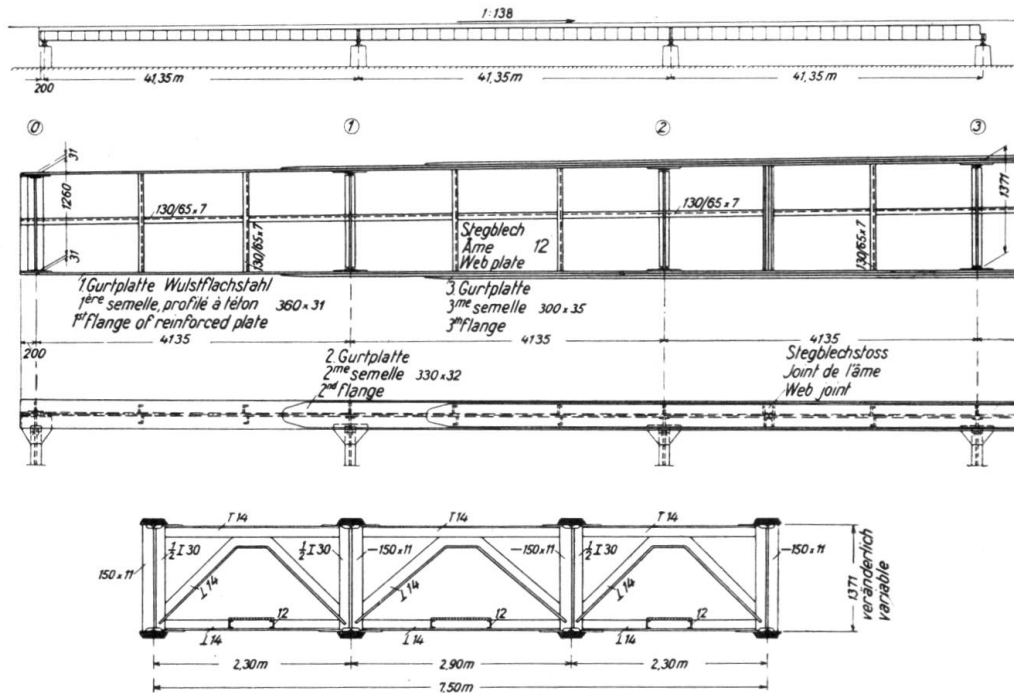 1:138
41,35m 41,35m 41,35m
200
0 1 2 3
31
1260
31
130/65 x 7
130/65 x 7
130/65 x 7
130/65 x 7
1371
Stegblech
Âme 12
Web plate
1. Gurtplatte Wulstflachstahl
1ère semelle, profilé à téton 360 x 31
1st flange of reinforced plate
3. Gurtplatte
3me semelle 300 x 35
3th flange
200
4135 4135 4135
2. Gurtplatte
2me semelle 330 x 32
2nd flange
Stegblechstoss
Joint de l'âme
Web joint
T 14 T 14 T 14
½ I 30 ½ I 30 –150 x 11 –150 x 11 ½ I 30 –150 x 11
150 x 11
I 14 I 14 I 14
12 12 12
I 14 I 14 I 14
1371
veränderlich
variable
2,30m 2,90m 2,30m
7,50m